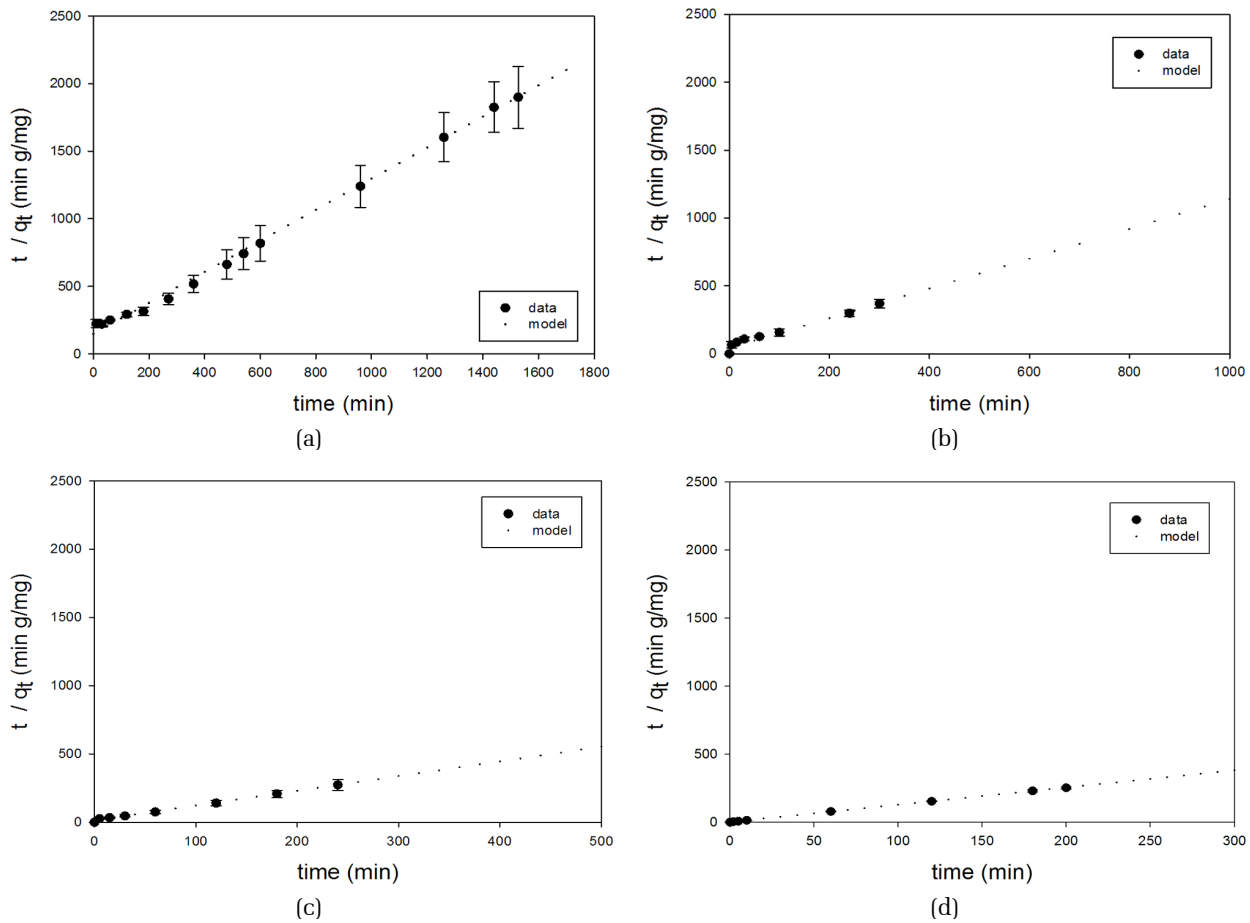 2500
2000
1500
1000
500
0
t / qt (min g/mg)
data
model
0 200 400 600 800 1000 1200 1400 1600 1800
time (min)
(a)
2500
2000
1500
1000
500
0
t / qt (min g/mg)
data
model
0 200 400 600 800 1000
time (min)
(b)
2500
2000
1500
1000
500
0
t / qt (min g/mg)
data
model
0 100 200 300 400 500
time (min)
(c)
2500
2000
1500
1000
500
0
t / qt (min g/mg)
data
model
0 50 100 150 200 250 300
time (min)
(d)